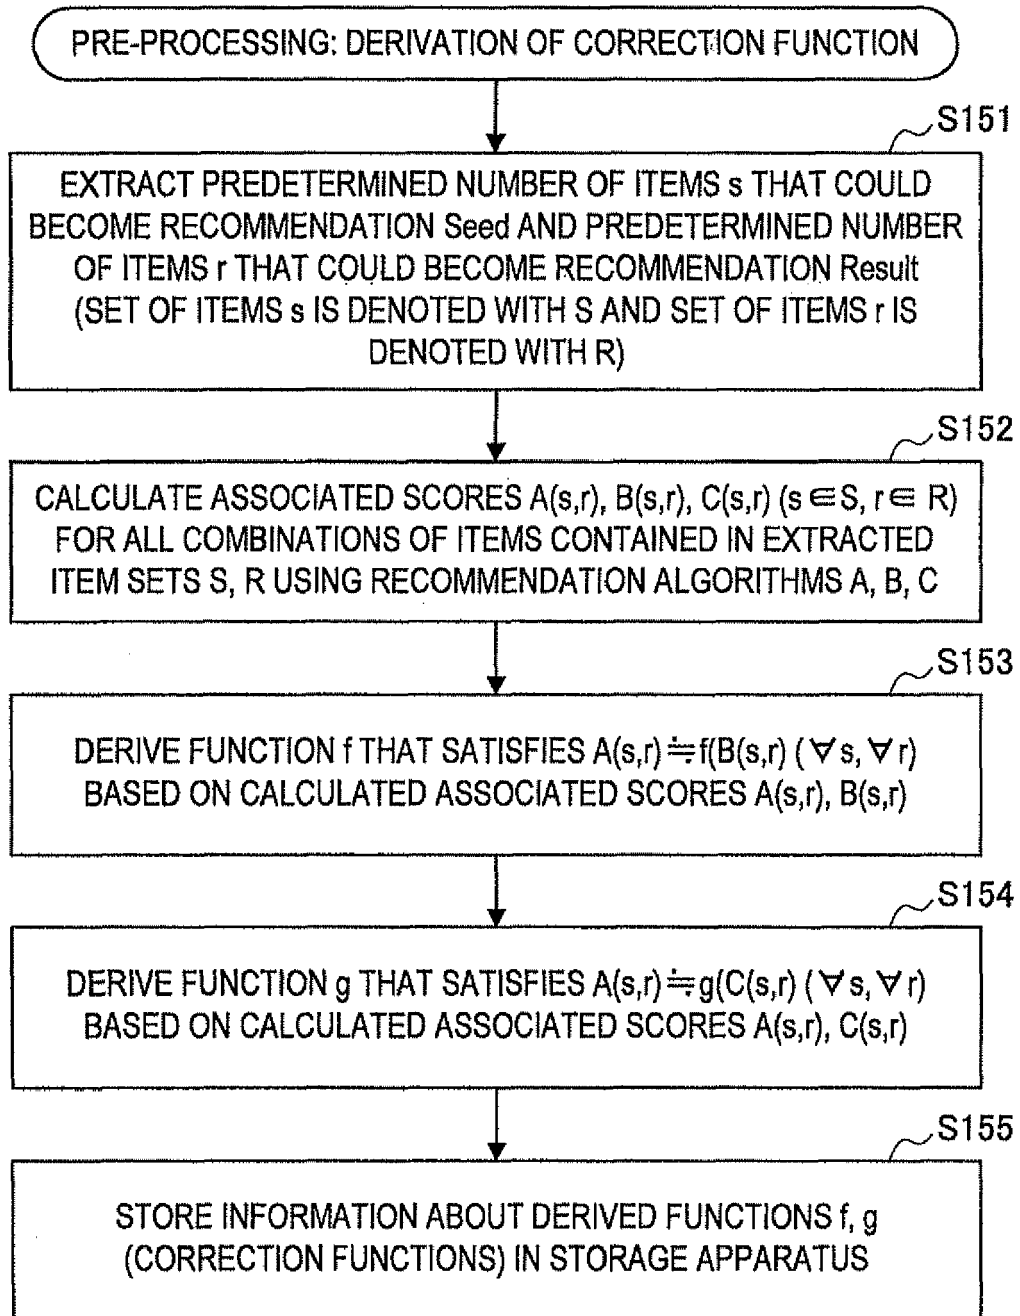 PRE-PROCESSING: DERIVATION OF CORRECTION FUNCTION
S151
EXTRACT PREDETERMINED NUMBER OF ITEMS s THAT COULD
BECOME RECOMMENDATION Seed AND PREDETERMINED NUMBER
OF ITEMS r THAT COULD BECOME RECOMMENDATION Result
(SET OF ITEMS s IS DENOTED WITH S AND SET OF ITEMS r IS
DENOTED WITH R)
S152
CALCULATE ASSOCIATED SCORES A(s,r), B(s,r), C(s,r) (s∈S, r∈ R)
FOR ALL COMBINATIONS OF ITEMS CONTAINED IN EXTRACTED
ITEM SETS S, R USING RECOMMENDATION ALGORITHMS A, B, C
S153
DERIVE FUNCTION f THAT SATISFIES A(s,r)≒f(B(s,r) (∀s, ∀r)
BASED ON CALCULATED ASSOCIATED SCORES A(s,r), B(s,r)
S154
DERIVE FUNCTION g THAT SATISFIES A(s,r)≒g(C(s,r) (∀s, ∀r)
BASED ON CALCULATED ASSOCIATED SCORES A(s,r), C(s,r)
S155
STORE INFORMATION ABOUT DERIVED FUNCTIONS f, g
(CORRECTION FUNCTIONS) IN STORAGE APPARATUS